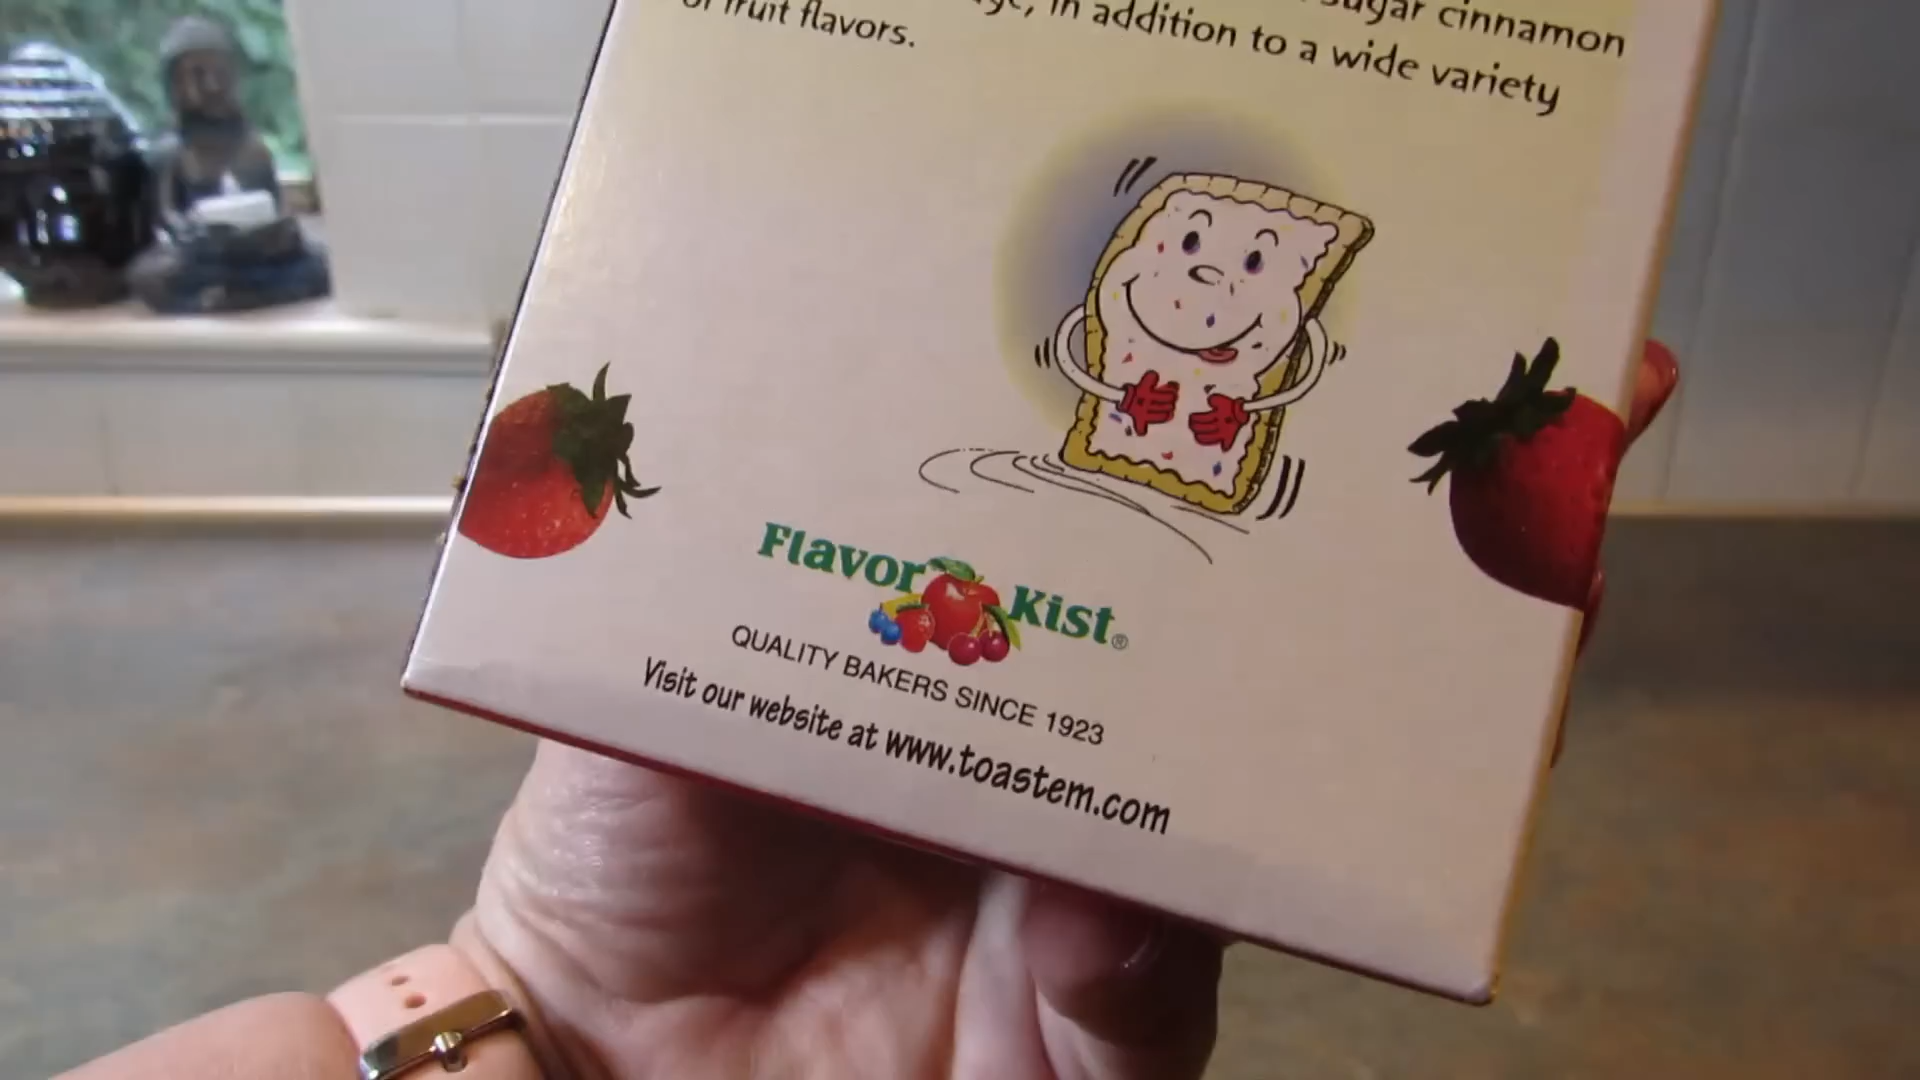 sugar cinnamon
in addition to a wide variety
of fruit flavors.
Flavor Kist®
QUALITY BAKERS SINCE 1923
Visit our website at www.toastem.com